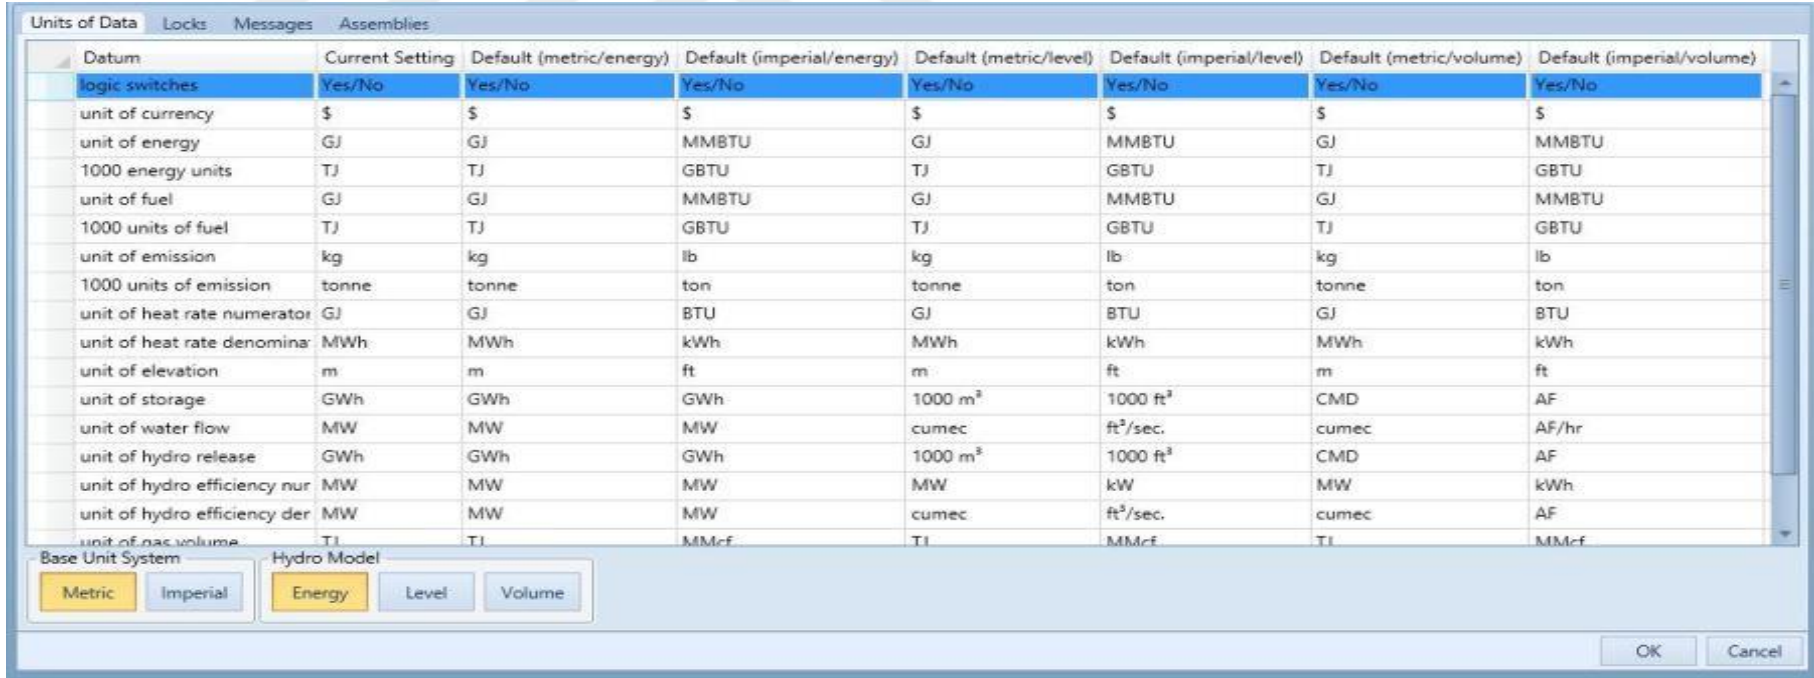 Units of Data Locks Messages Assemblies
Datum Current Setting Default (metric/energy) Default (imperial/energy) Default (metric/level) Default (imperial/level) Default (metric/volume) Default (imperial/volume)
logic switches Yes/No Yes/No Yes/No Yes/No Yes/No Yes/No Yes/No
unit of currency $ $ $ $ $ $ $
unit of energy GJ GJ MMBTU GJ MMBTU GJ MMBTU
1000 energy units TJ TJ GBTU TJ GBTU TJ GBTU
unit of fuel GJ GJ MMBTU GJ MMBTU GJ MMBTU
1000 units of fuel TJ TJ GBTU TJ GBTU TJ GBTU
unit of emission kg kg lb kg lb kg lb
1000 units of emission tonne tonne ton tonne ton tonne ton
unit of heat rate numerator GJ GJ BTU GJ BTU GJ BTU
unit of heat rate denomina MWh MWh kWh MWh kWh MWh kWh
unit of elevation m m ft m ft m ft
unit of storage GWh GWh GWh 1000 m³ 1000 ft³ CMD AF
unit of water flow MW MW MW cumec ft³/sec. cumec AF/hr
unit of hydro release GWh GWh GWh 1000 m³ 1000 ft³ CMD AF
unit of hydro efficiency nur MW MW MW MW kW MW kWh
unit of hydro efficiency der MW MW MW cumec ft³/sec. cumec AF
unit of gas volume TJ TJ MMcf TJ MMcf TJ MMcf
Base Unit System Hydro Model
Metric Imperial Energy Level Volume
OK Cancel